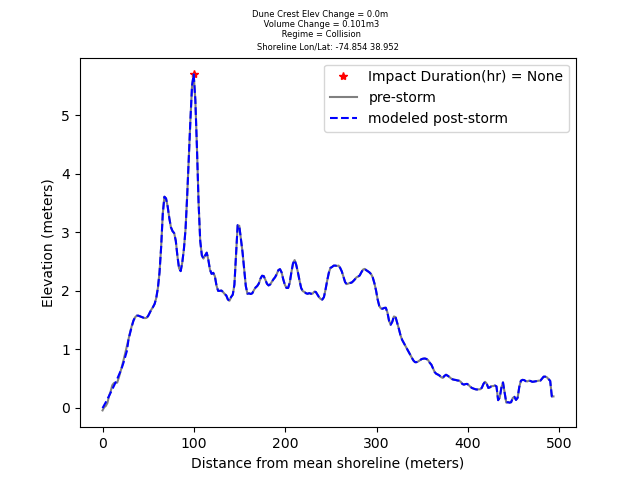 Dune Crest Elev Change = 0.0m
Volume Change = 0.101m3
Regime = Collision
Shoreline Lon/Lat: -74.854 38.952
Impact Duration(hr) = None
pre-storm
modeled post-storm
Elevation (meters)
5
4
3
2
1
0
0 100 200 300 400 500
Distance from mean shoreline (meters)